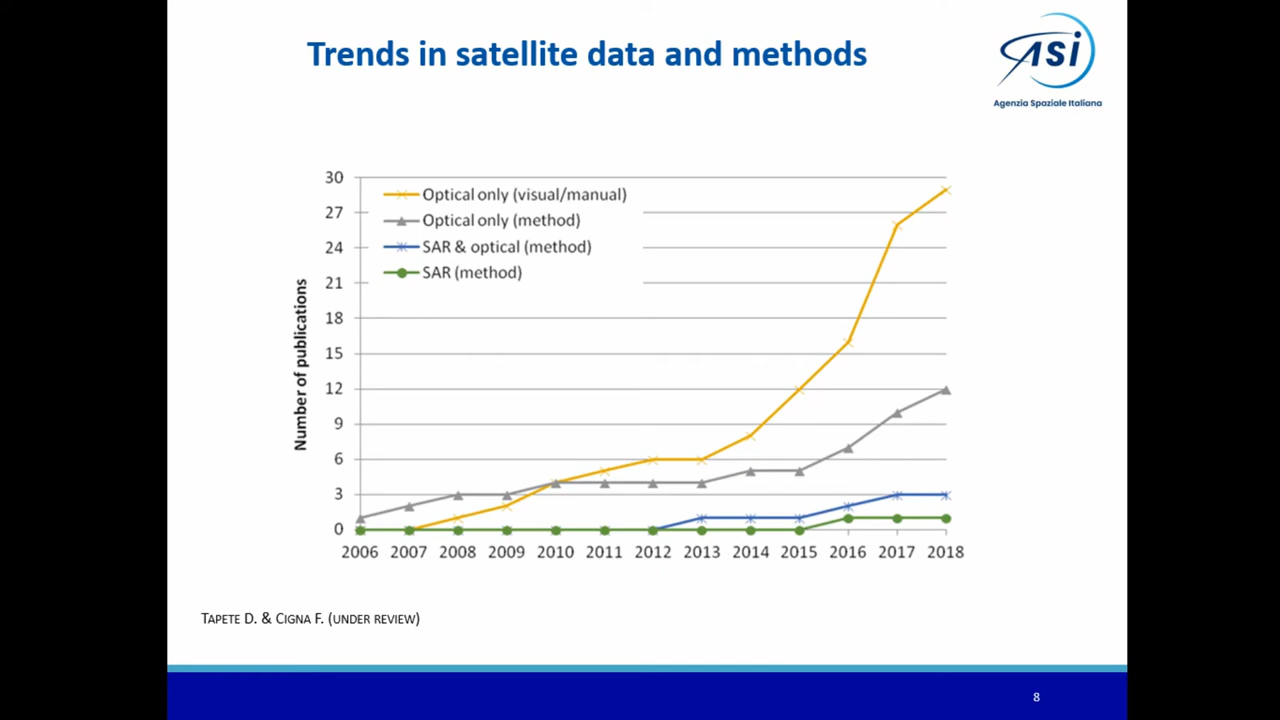 Trends in satellite data and methods
ASi
Agenzia Spaziale Italiana
30
27
24
21
18
15
12
9
6
3
0
Number of publications
Optical only (visual/manual)
Optical only (method)
SAR & optical (method)
SAR (method)
2006 2007 2008 2009 2010 2011 2012 2013 2014 2015 2016 2017 2018
TAPETE D. & CIGNA F. (UNDER REVIEW)
8